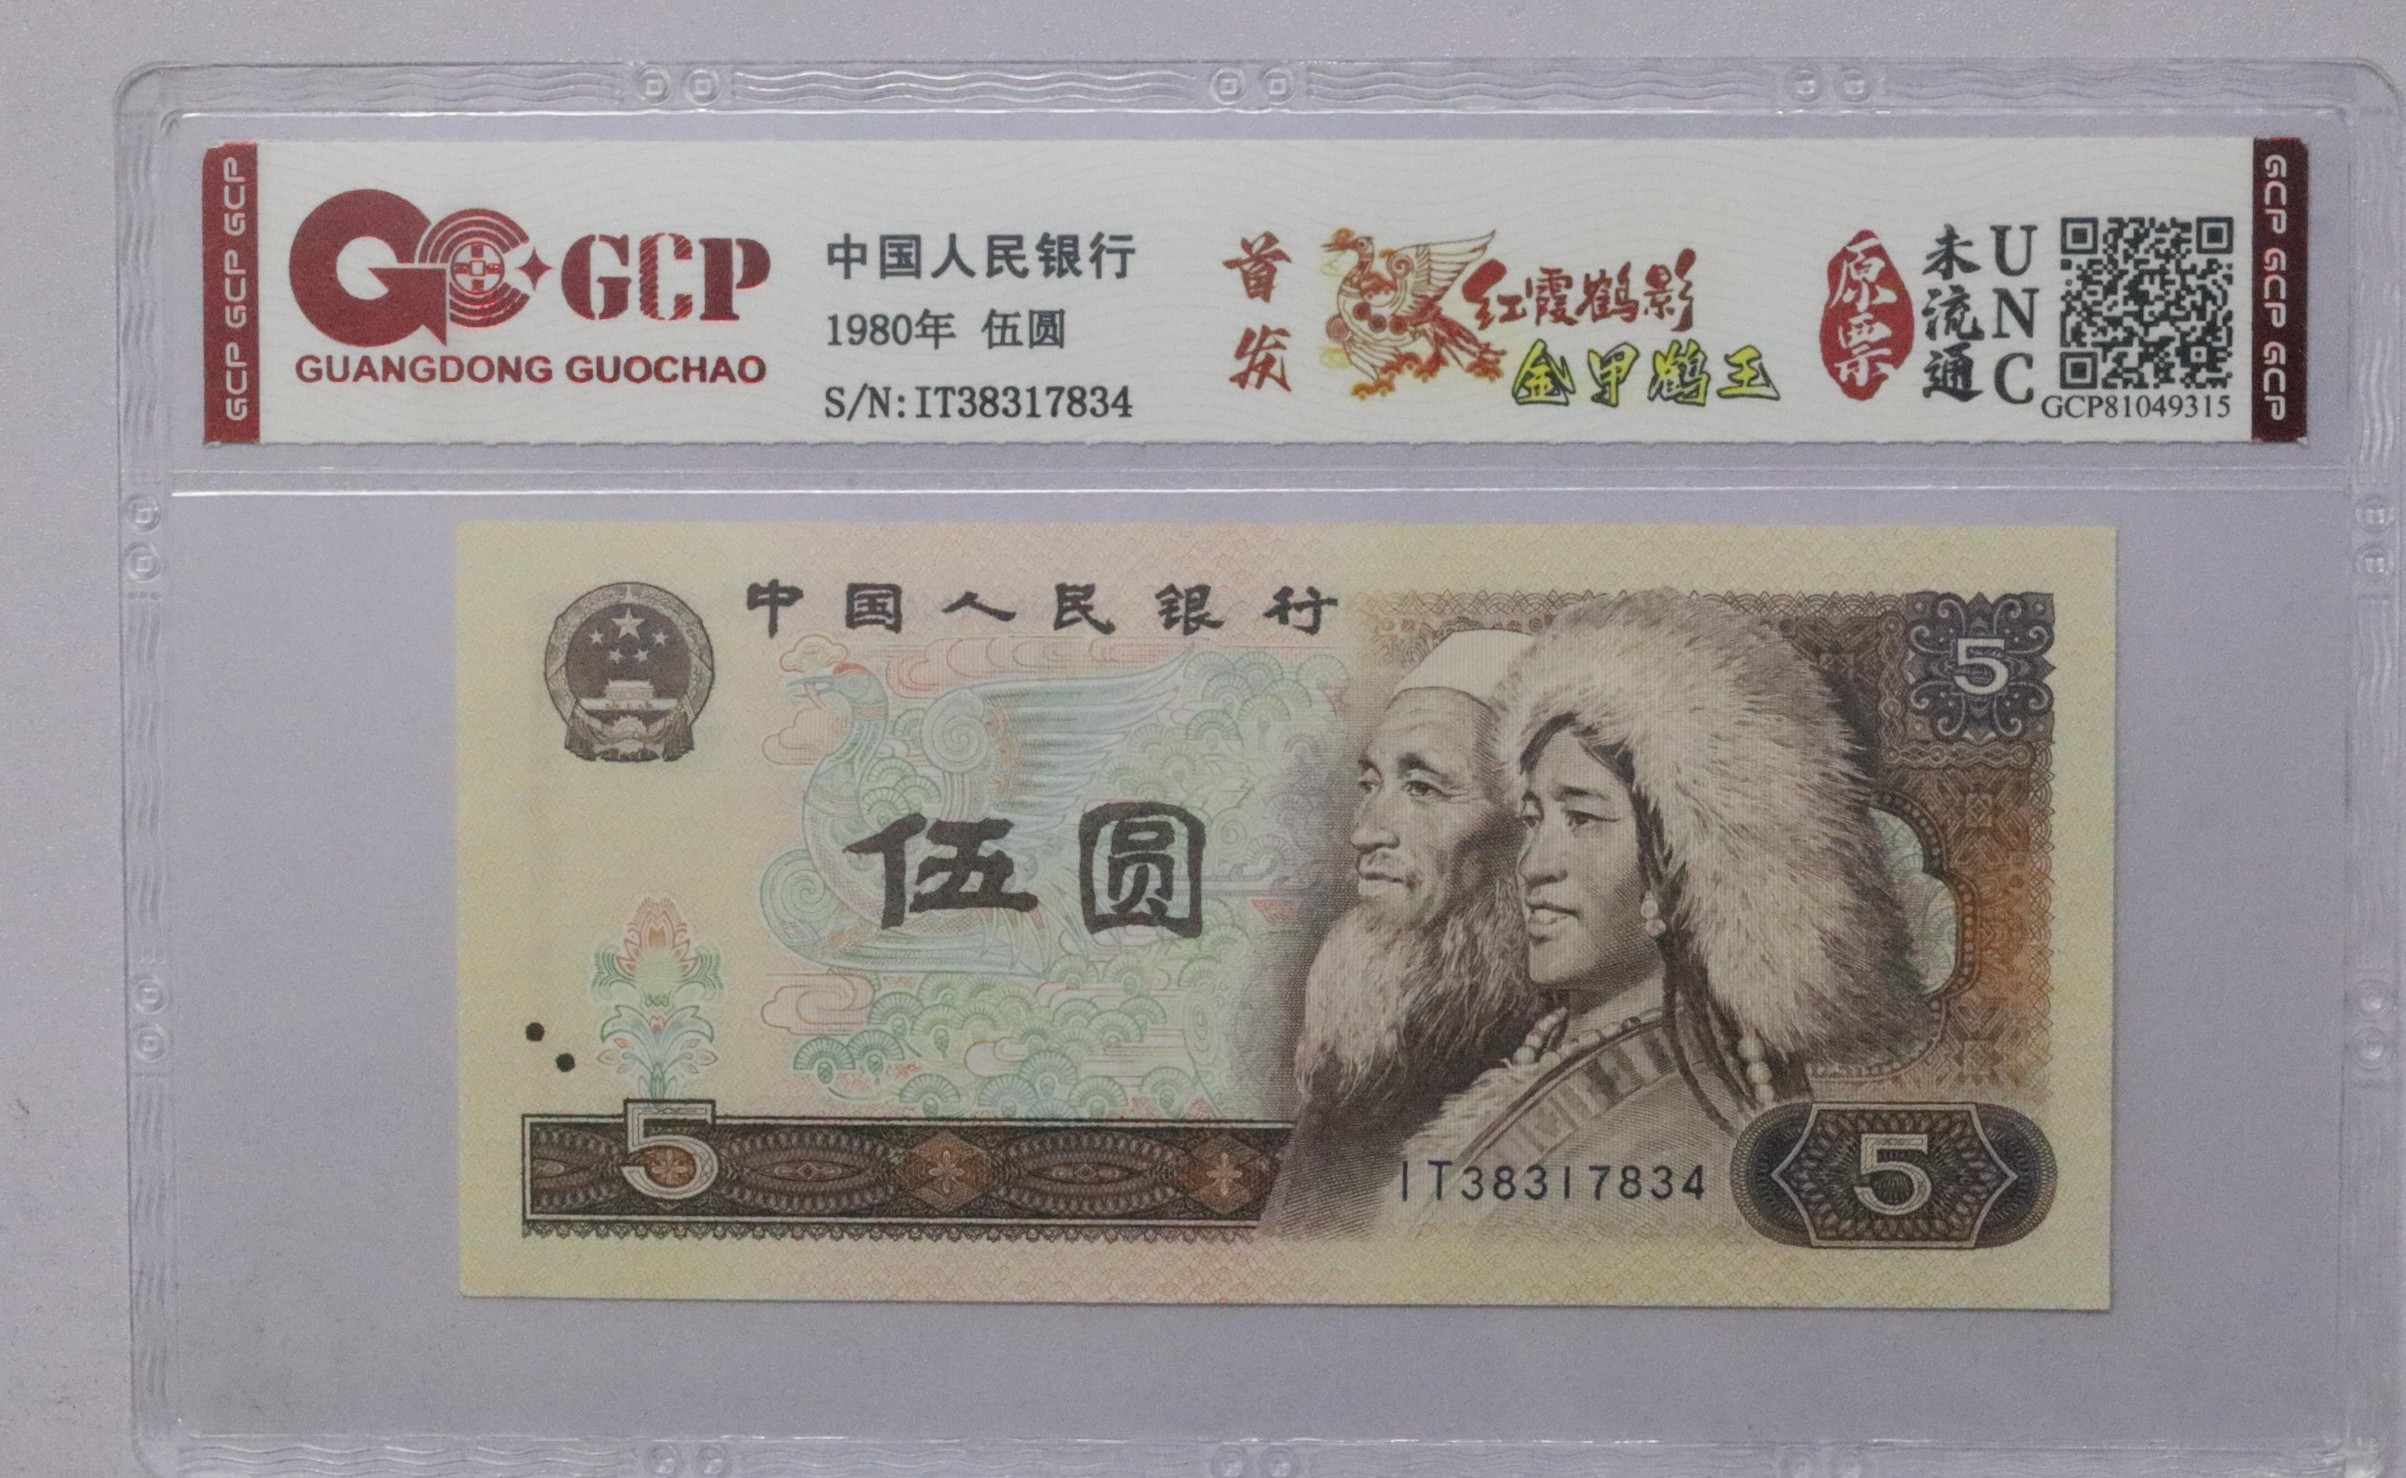 GCP GCP GCP
GCP
GUANGDONG GUOCHAO
中国人民银行
1980年 伍圆
S/N:IT38317834
首发
红霞鹤影
金甲鹤王
原票
未流通
UNC
GCP81049315
GCP GCP GCP
中国人民银行
5
伍圆
5
IT38317834
5